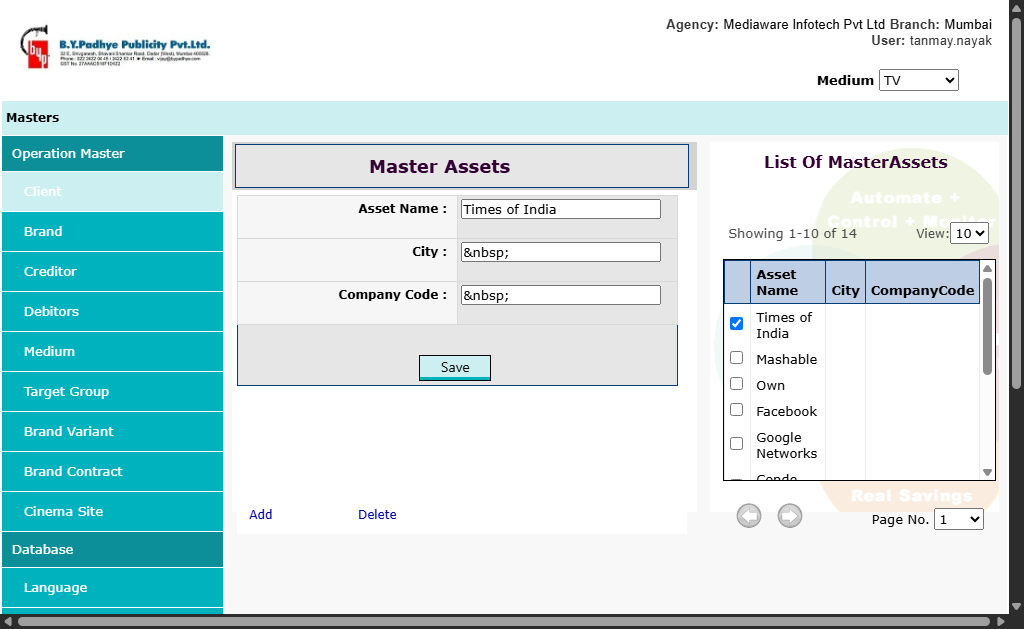 B.Y.Padhye Publicity Pvt.Ltd.
Agency: Mediaware Infotech Pvt Ltd Branch: Mumbai
User: tanmay.nayak
Medium TV
Masters
Operation Master
Client
Brand
Creditor
Debitors
Medium
Target Group
Brand Variant
Brand Contract
Cinema Site
Database
Language
Master Assets
Asset Name : Times of India
City : &nbsp;
Company Code : &nbsp;
Save
Add Delete
List Of MasterAssets
Automate +
Control + Monitor
Showing 1-10 of 14 View: 10
Asset Name City CompanyCode
Times of India
Mashable
Own
Facebook
Google Networks
Conde
Real Savings
Page No. 1